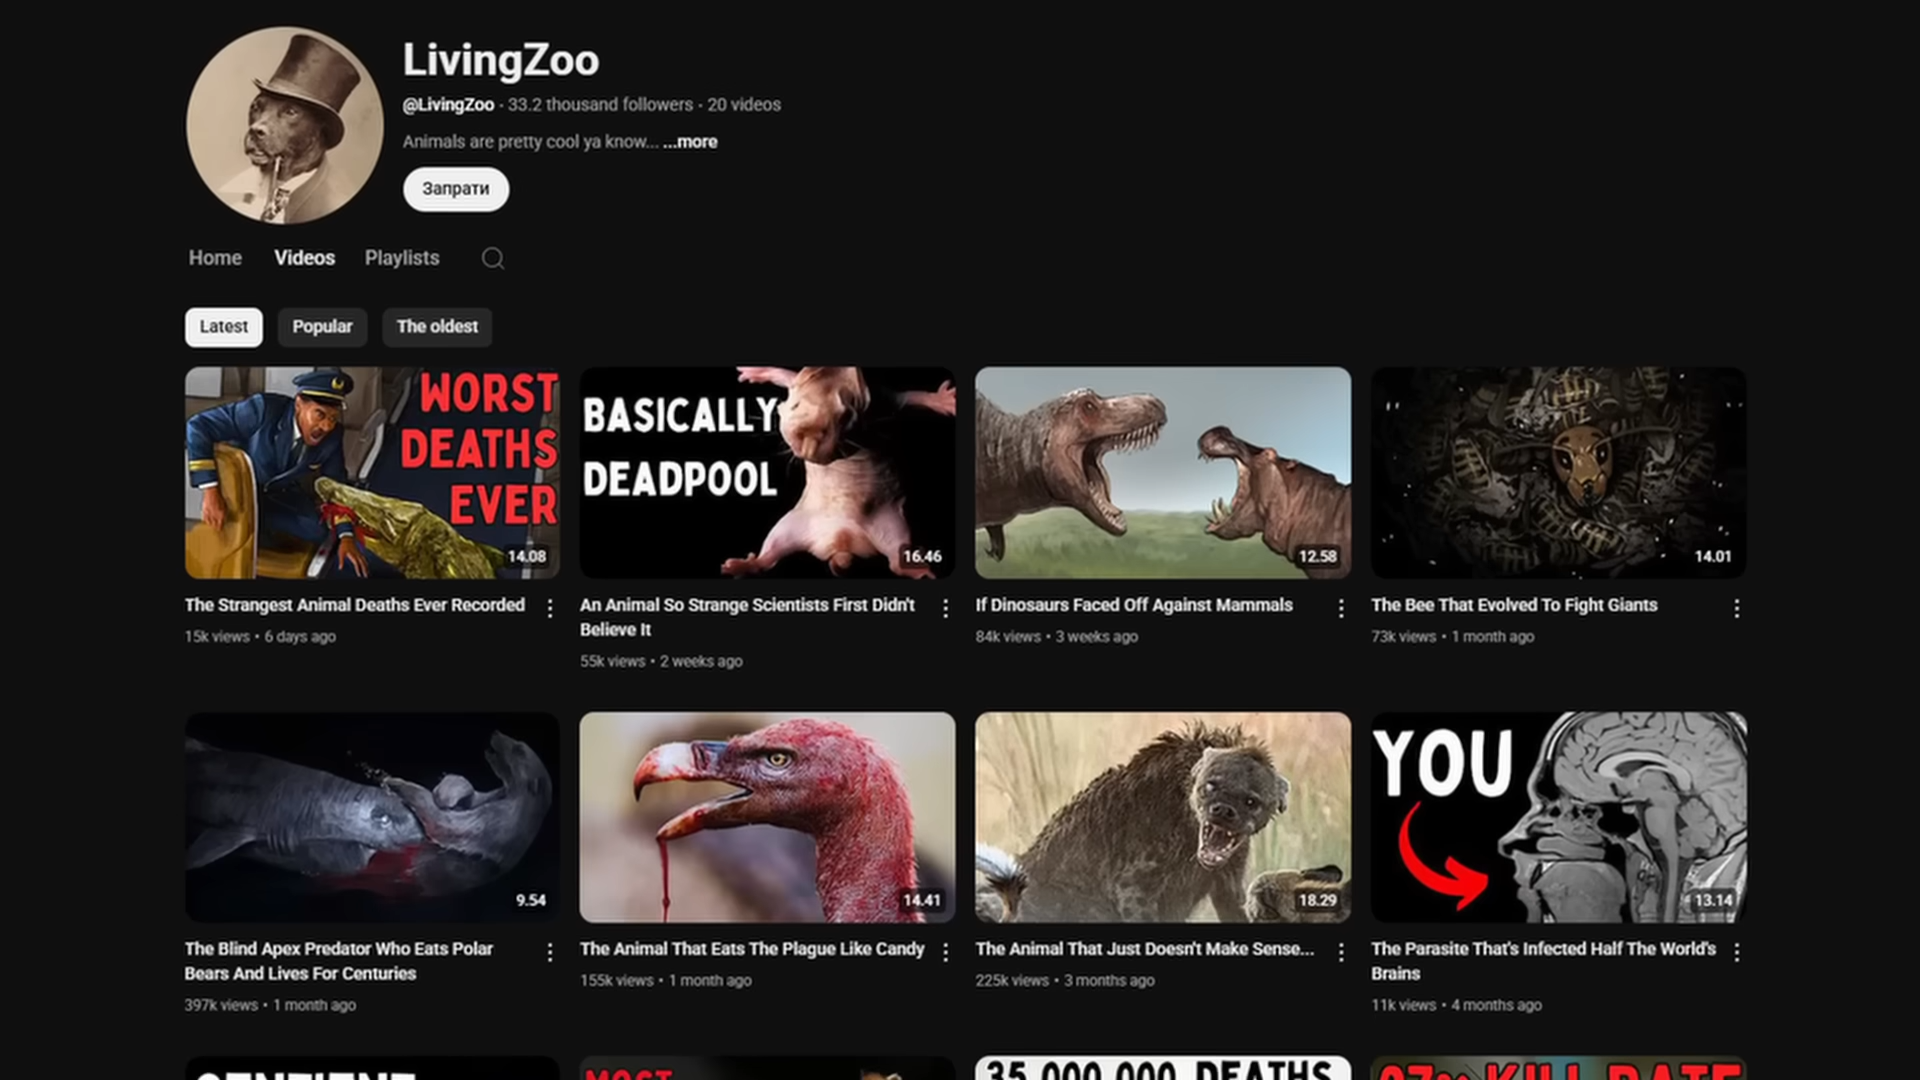 LivingZoo
@LivingZoo · 33.2 thousand followers · 20 videos
Animals are pretty cool ya know... ...more
Запрати
Home Videos Playlists
Latest Popular The oldest
WORST
DEATHS
EVER
14.08
BASICALLY
DEADPOOL
16.46
12.58
14.01
The Strangest Animal Deaths Ever Recorded
15k views • 6 days ago
An Animal So Strange Scientists First Didn't
Believe It
55k views • 2 weeks ago
If Dinosaurs Faced Off Against Mammals
84k views • 3 weeks ago
The Bee That Evolved To Fight Giants
73k views • 1 month ago
9.54
14.41
18.29
YOU
13.14
The Blind Apex Predator Who Eats Polar
Bears And Lives For Centuries
397k views • 1 month ago
The Animal That Eats The Plague Like Candy
155k views • 1 month ago
The Animal That Just Doesn't Make Sense...
225k views • 3 months ago
The Parasite That's Infected Half The World's
Brains
11k views • 4 months ago
MOST
35,000,000 DEATHS
KILL RATE